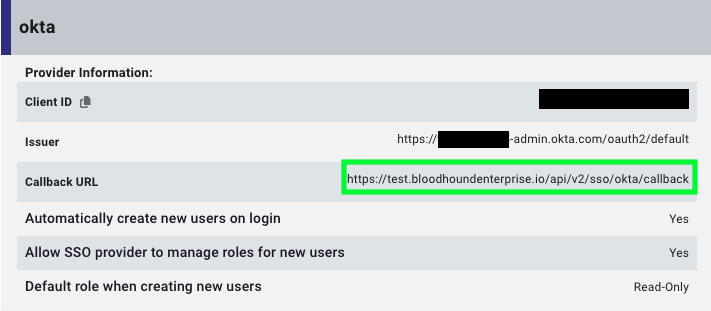 okta
Provider Information:
Client ID
Issuer https:// -admin.okta.com/oauth2/default
Callback URL https://test.bloodhoundenterprise.io/api/v2/sso/okta/callback
Automatically create new users on login Yes
Allow SSO provider to manage roles for new users Yes
Default role when creating new users Read-Only